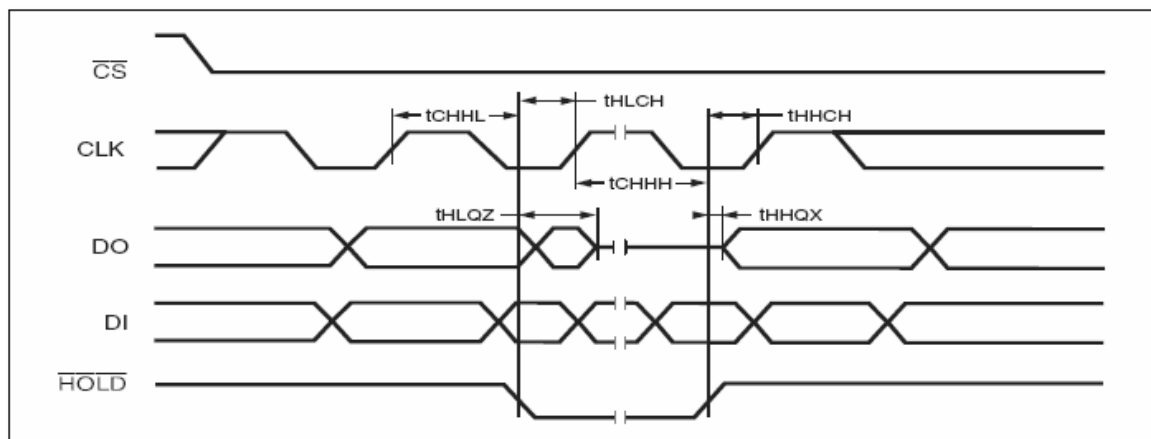 CS
tHLCH
tCHHL
tHHCH
CLK
tCHHH
tHLQZ
tHHQX
DO
DI
HOLD